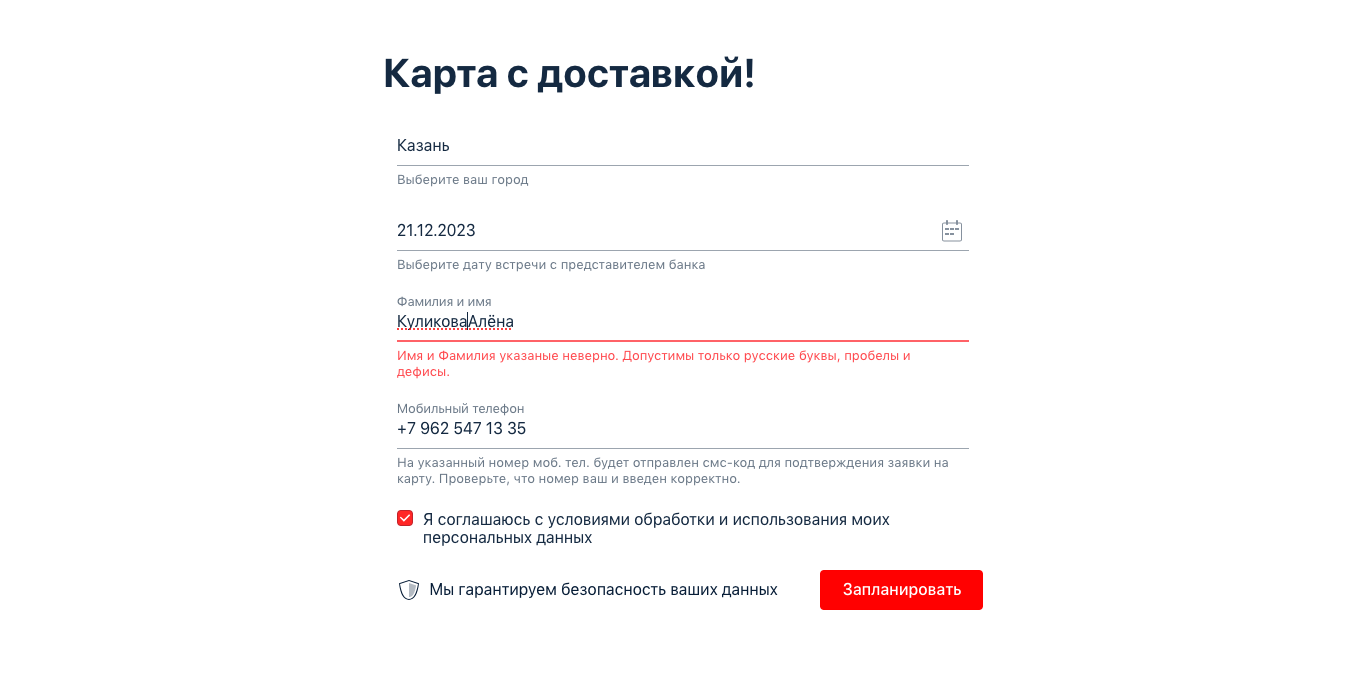 Карта с доставкой!
Казань
Выберите ваш город
21.12.2023
Выберите дату встречи с представителем банка
Фамилия и имя
КуликоваАлёна
Имя и Фамилия указаные неверно. Допустимы только русские буквы, пробелы и
дефисы.
Мобильный телефон
+7 962 547 13 35
На указанный номер моб. тел. будет отправлен смс-код для подтверждения заявки на
карту. Проверьте, что номер ваш и введен корректно.
Я соглашаюсь с условиями обработки и использования моих
персональных данных
Мы гарантируем безопасность ваших данных
Запланировать